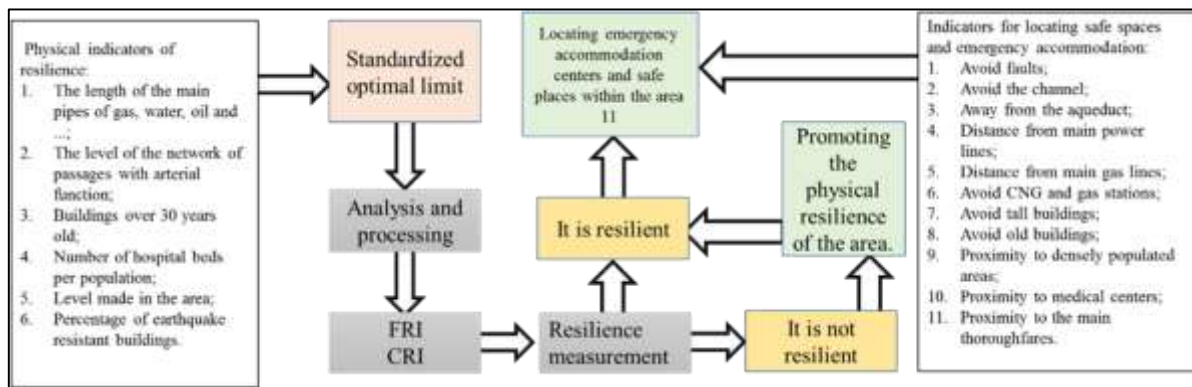 Physical indicators of
resilience:
1. The length of the main
pipes of gas, water, oil and
...;
2. The level of the network of
passages with arterial
function;
3. Buildings over 30 years
old;
4. Number of hospital beds
per population;
5. Level made in the area;
6. Percentage of earthquake
resistant buildings.
Standardized
optimal limit
Analysis and
processing
FRI
CRI
Locating emergency
accommodation
centers and safe
places within the area
11
It is resilient
Resilience
measurement
Promoting
the
physical
resilience
of the area.
It is not
resilient
Indicators for locating safe spaces
and emergency accommodation:
1. Avoid faults;
2. Avoid the channel;
3. Away from the aqueduct;
4. Distance from main power
lines;
5. Distance from main gas lines;
6. Avoid CNG and gas stations;
7. Avoid tall buildings;
8. Avoid old buildings;
9. Proximity to densely populated
areas;
10. Proximity to medical centers;
11. Proximity to the main
thoroughfares.